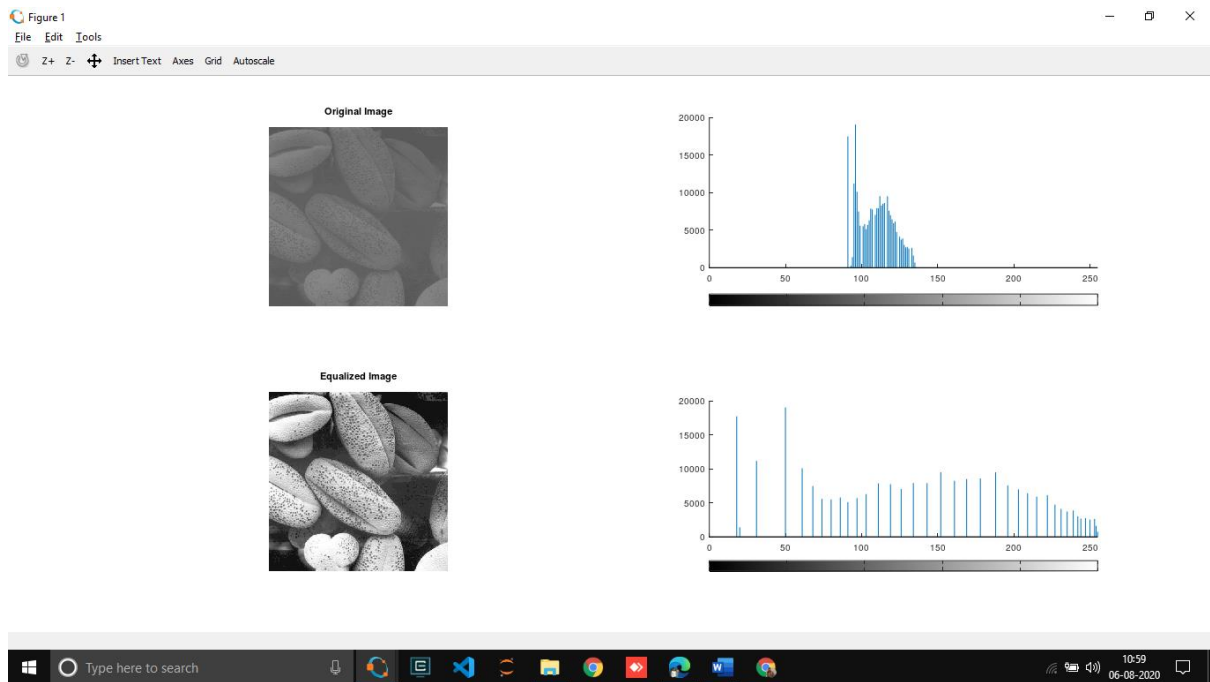 Figure 1
File Edit Tools
Z+ Z- Insert Text Axes Grid Autoscale
Original Image
20000
15000
10000
5000
0
0 50 100 150 200 250
Equalized Image
20000
15000
10000
5000
0
0 50 100 150 200 250
Type here to search
10:59
06-08-2020